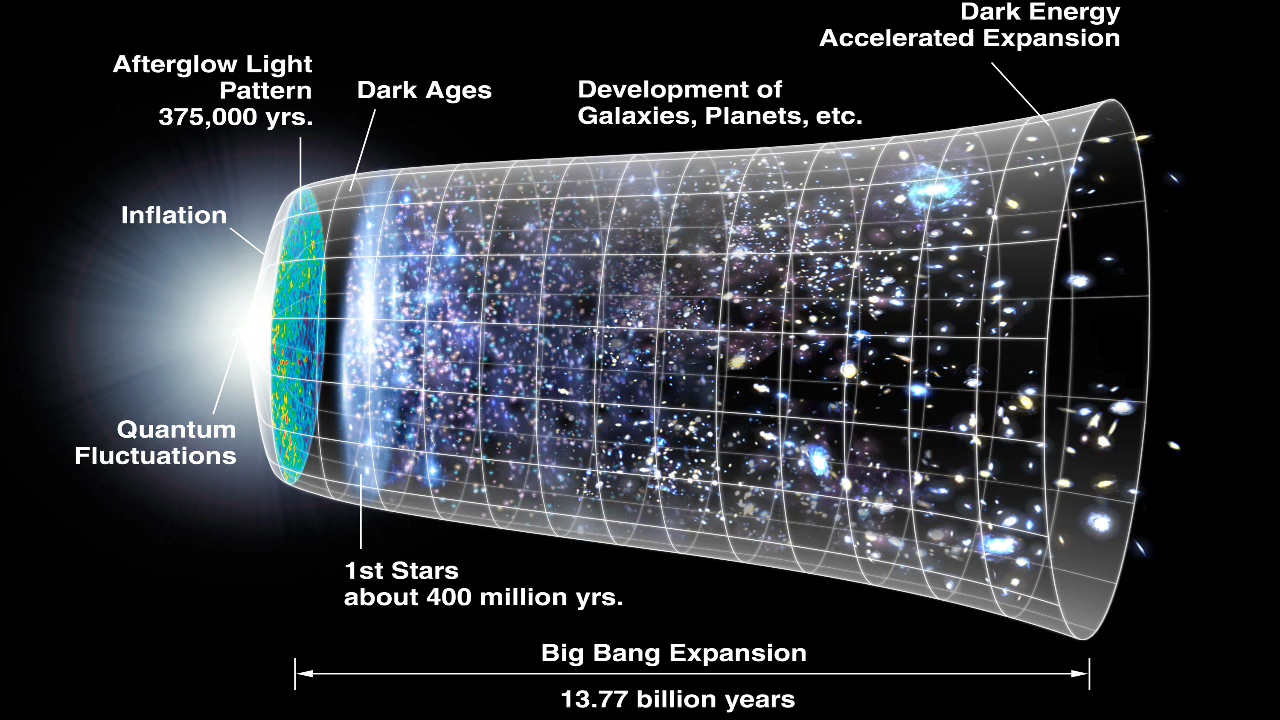 Dark Energy
Accelerated Expansion
Afterglow Light
Pattern
375,000 yrs.
Dark Ages
Development of
Galaxies, Planets, etc.
Inflation
Quantum
Fluctuations
1st Stars
about 400 million yrs.
Big Bang Expansion
13.77 billion years